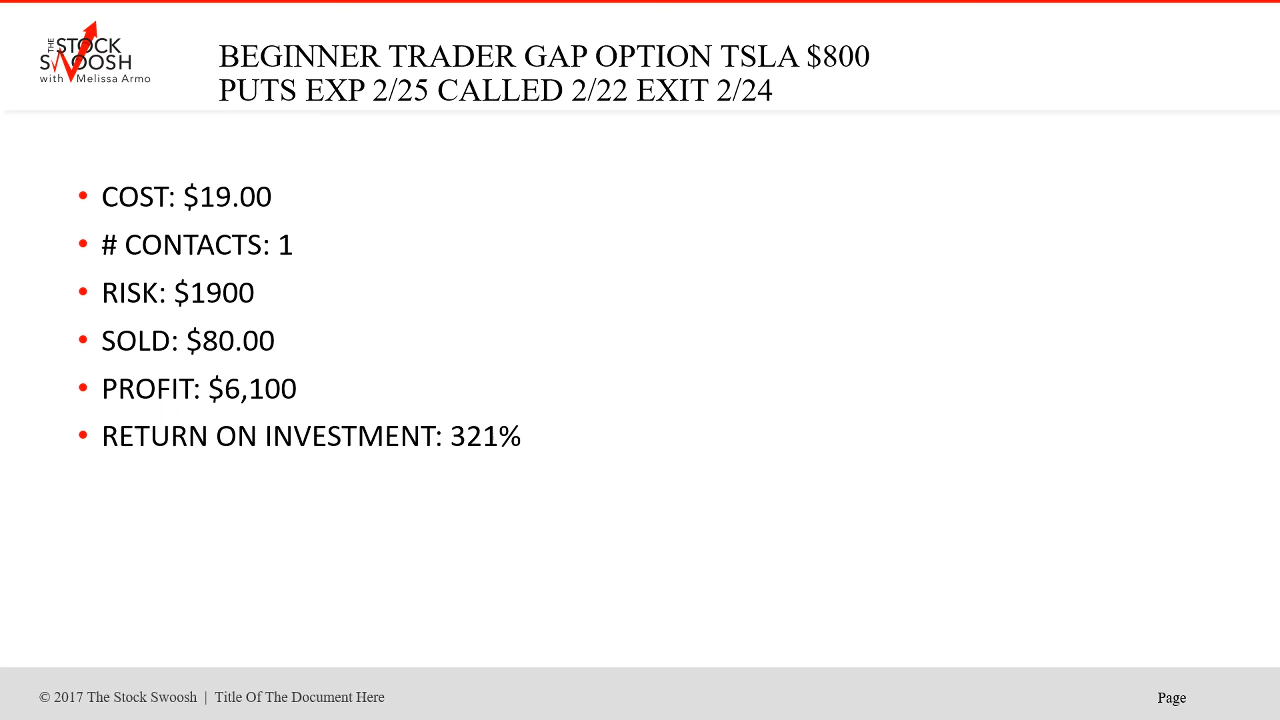 THE STOCK
SWOOSH
with Melissa Armo
BEGINNER TRADER GAP OPTION TSLA $800
PUTS EXP 2/25 CALLED 2/22 EXIT 2/24
• COST: $19.00
• # CONTACTS: 1
• RISK: $1900
• SOLD: $80.00
• PROFIT: $6,100
• RETURN ON INVESTMENT: 321%
© 2017 The Stock Swoosh | Title Of The Document Here
Page